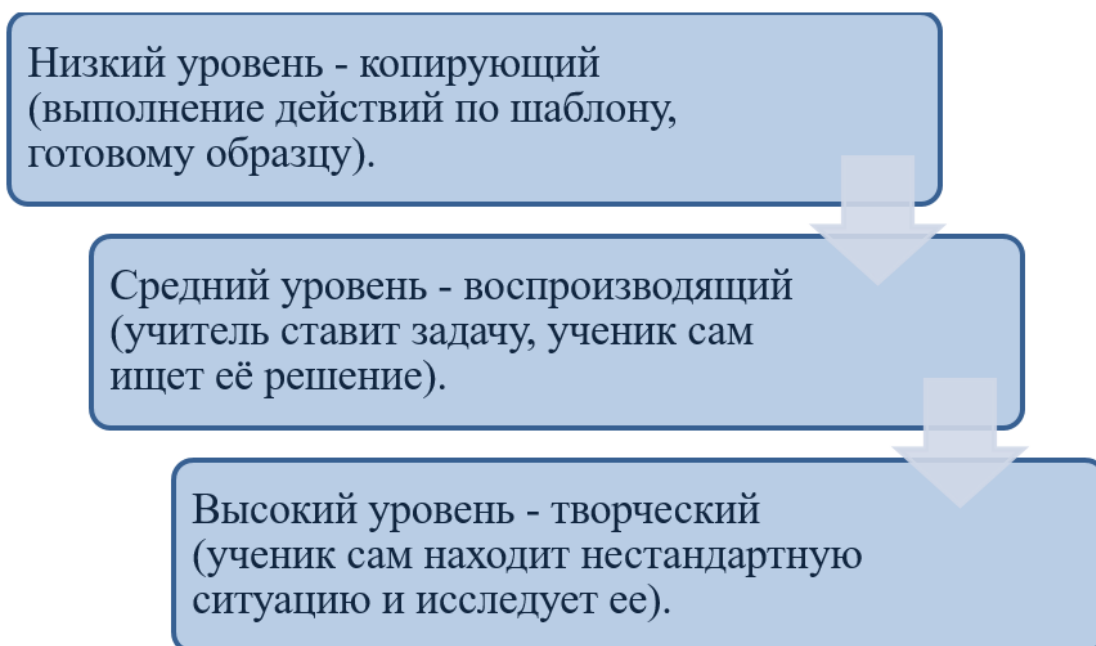 Низкий уровень - копирующий
(выполнение действий по шаблону,
готовому образцу).
Средний уровень - воспроизводящий
(учитель ставит задачу, ученик сам
ищет её решение).
Высокий уровень - творческий
(ученик сам находит нестандартную
ситуацию и исследует ее).